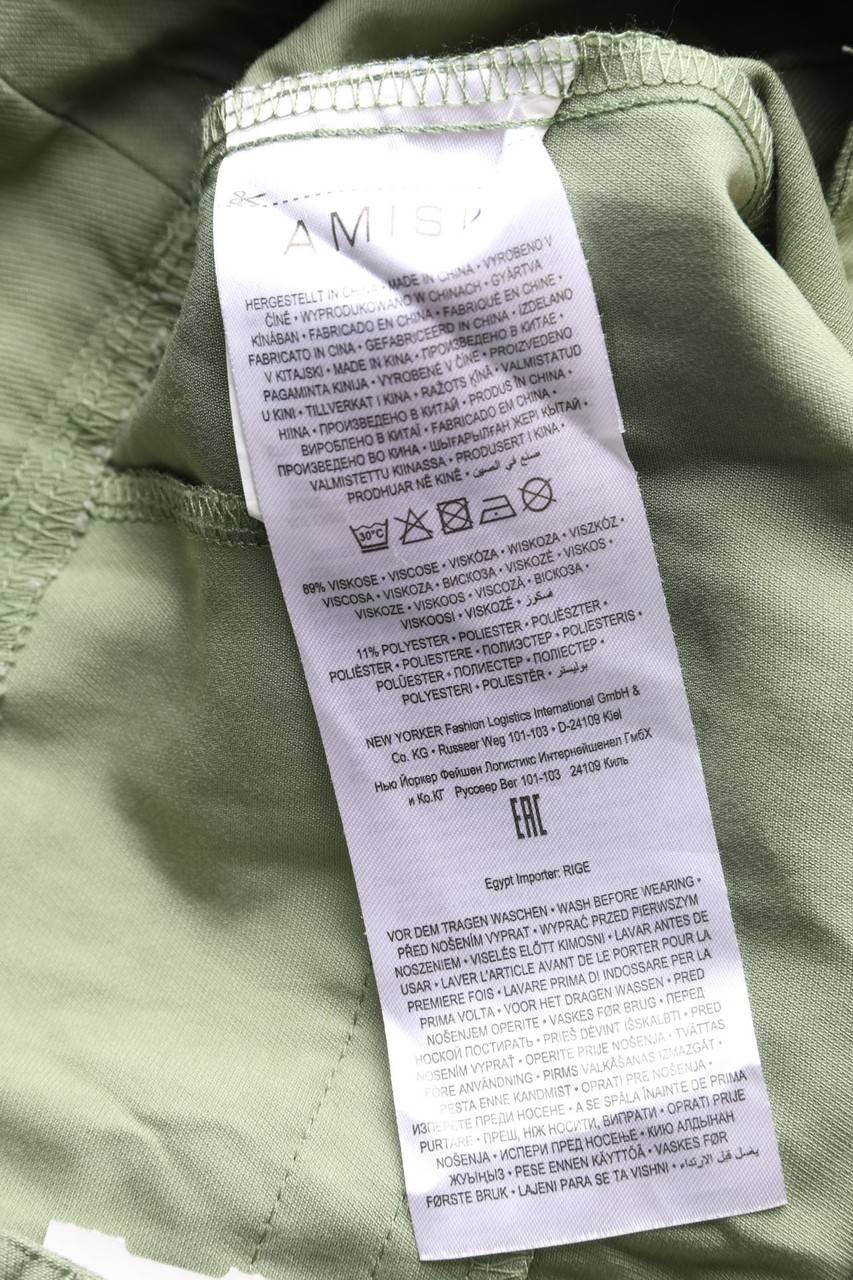 AMISU
HERGESTELLT IN CHINA • MADE IN CHINA • VYROBENO V
ČÍNĚ • WYPRODUKOWANO W CHINACH • GYÁRTVA
KÍNÁBAN • FABRICADO EN CHINA • FABRIQUÉ EN CHINE •
FABRICATO IN CINA • GEFABRICEERD IN CHINA • IZDELANO
V KITAJSKI • MADE IN KINA • ПРОИЗВЕДЕНО В КИТАЕ •
PAGAMINTA KINIJA • VYROBENÉ V ČÍNE • PROIZVEDENO
U KINI • TILLVERKAT I KINA • RAŽOTS ĶĪNĀ • VALMISTATUD
HIINA • ПРОИЗВЕДЕНО В КИТАЙ • PRODUS ÎN CHINA •
ВИРОБЛЕНО В КИТАЇ • FABRICADO EM CHINA •
ПРОИЗВЕДЕНО ВО КИНА • ШЫҒАРЫЛҒАН ЖЕРІ ҚЫТАЙ •
VALMISTETTU KIINASSA • PRODUSERT I KINA •
PRODHUAR NË KINË • صنع في الصين
30°C
89% VISKOSE • VISCOSE • VISKÓZA • WISKOZA • VISZKÓZ •
VISCOSA • VISKOZA • ВИСКОЗА • VISKOZĖ • VISKOS •
VISKOZE • VISKOOS • VISCOZĂ • ВІСКОЗА •
VISKOOSI • VISKOZË • فسكوز
11% POLYESTER • POLIESTER • POLIÉSZTER •
POLIÉSTER • POLIESTERE • ПОЛИЭСТЕР • POLIESTERIS •
POLÜESTER • ПОЛИЕСТЕР • ПОЛІЕСТЕР •
POLYESTERI • POLIESTËR • بوليستر
NEW YORKER Fashion Logistics International GmbH &
Co. KG • Russeer Weg 101-103 • D-24109 Kiel
Нью Йоркер Фейшен Логистикс Интернейшенел ГмбХ
и Ко.КГ Руссеер Вег 101-103 24109 Киль
EAC
Egypt Importer: RIGE
VOR DEM TRAGEN WASCHEN • WASH BEFORE WEARING •
PŘED NOŠENÍM VYPRAT • WYPRAĆ PRZED PIERWSZYM
NOSZENIEM • VISELÉS ELŐTT KIMOSNI • LAVAR ANTES DE
USAR • LAVER L'ARTICLE AVANT DE LE PORTER POUR LA
PREMIERE FOIS • LAVARE PRIMA DI INDOSSARE PER LA
PRIMA VOLTA • VOOR HET DRAGEN WASSEN • PRED
NOŠENJEM OPERITE • VASKES FØR BRUG • ПЕРЕД
НОСКОЙ ПОСТИРАТЬ • PRIEŠ DĖVINT IŠSKALBTI • PRED
NOSENÍM VYPRAŤ • OPERITE PRIJE NOŠENJA • TVÄTTAS
FÖRE ANVÄNDNING • PIRMS VALKĀŠANAS IZMAZGĀT •
PESTA ENNE KANDMIST • OPRATI PRE NOŠENJA •
ИЗПЕРЕТЕ ПРЕДИ НОСЕНЕ • A SE SPĂLA ÎNAINTE DE PRIMA
PURTARE • ПРЕШ, НІЖ НОСИТИ, ВИПРАТИ • OPRATI PRIJE
NOŠENJA • ИСПЕРИ ПРЕД НОСЕЊЕ • КИЮ АЛДЫНАН
ЖУЫҢЫЗ • PESE ENNEN KÄYTTÖÄ • VASKES FØR
FØRSTE BRUK • LAJENI PARA SE TA VISHNI • يغسل قبل الارتداء